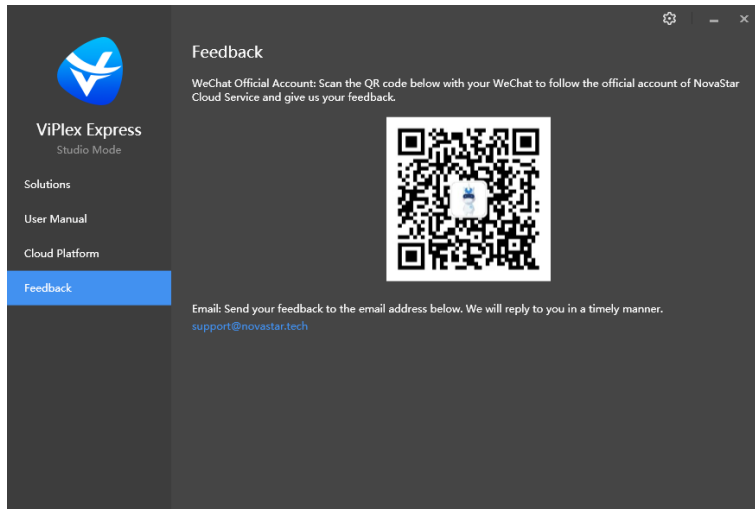 ViPlex Express
Studio Mode
Solutions
User Manual
Cloud Platform
Feedback
Feedback
WeChat Official Account: Scan the QR code below with your WeChat to follow the official account of NovaStar
Cloud Service and give us your feedback.
Email: Send your feedback to the email address below. We will reply to you in a timely manner.
support@novastar.tech